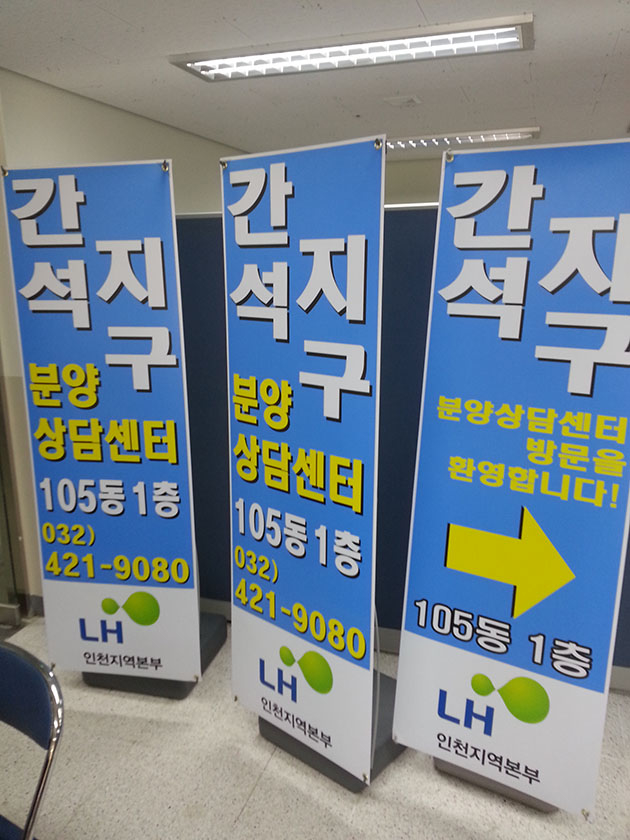 간석
지구
분양
상담센터
105동 1층
032)
421-9080
LH
인천지역본부
간석
지구
분양
상담센터
105동 1층
032)
421-9080
LH
인천지역본부
간석
지구
분양상담센터
방문을
환영합니다!
105동 1층
LH
인천지역본부